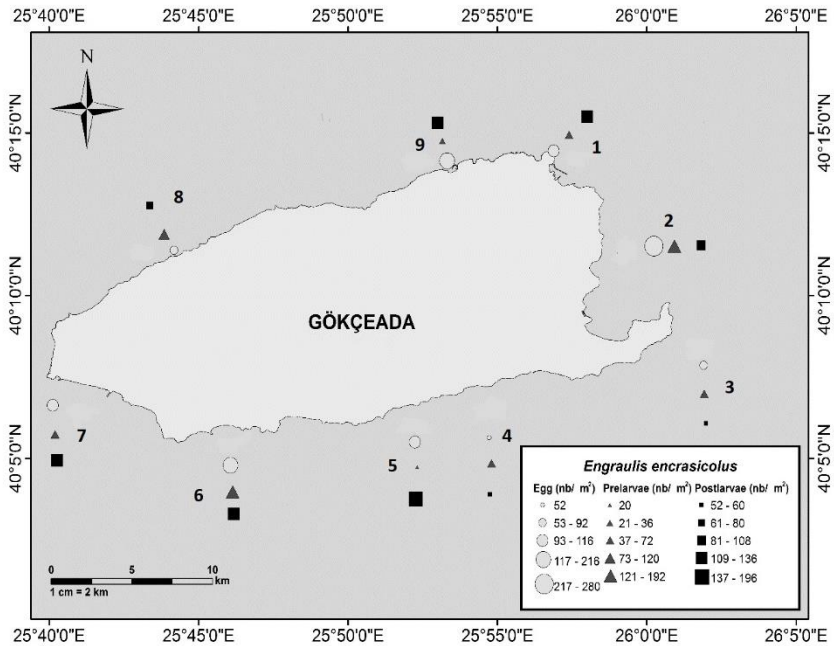 25°40'0"E 25°45'0"E 25°50'0"E 25°55'0"E 26°0'0"E 26°5'0"E
N
40°15'0"N 40°15'0"N
9 1
8
2
40°10'0"N 40°10'0"N
GÖKÇEADA
3
7 4
40°5'0"N 40°5'0"N
5
6
Engraulis encrasicolus
Egg (nb/ m²) Prelarvae (nb/ m²) Postlarvae (nb/ m²)
52 20 52 - 60
53 - 92 21 - 36 61 - 80
93 - 116 37 - 72 81 - 108
117 - 216 73 - 120 109 - 136
217 - 280 121 - 192 137 - 196
0 5 10
km
1 cm = 2 km
25°40'0"E 25°45'0"E 25°50'0"E 25°55'0"E 26°0'0"E 26°5'0"E